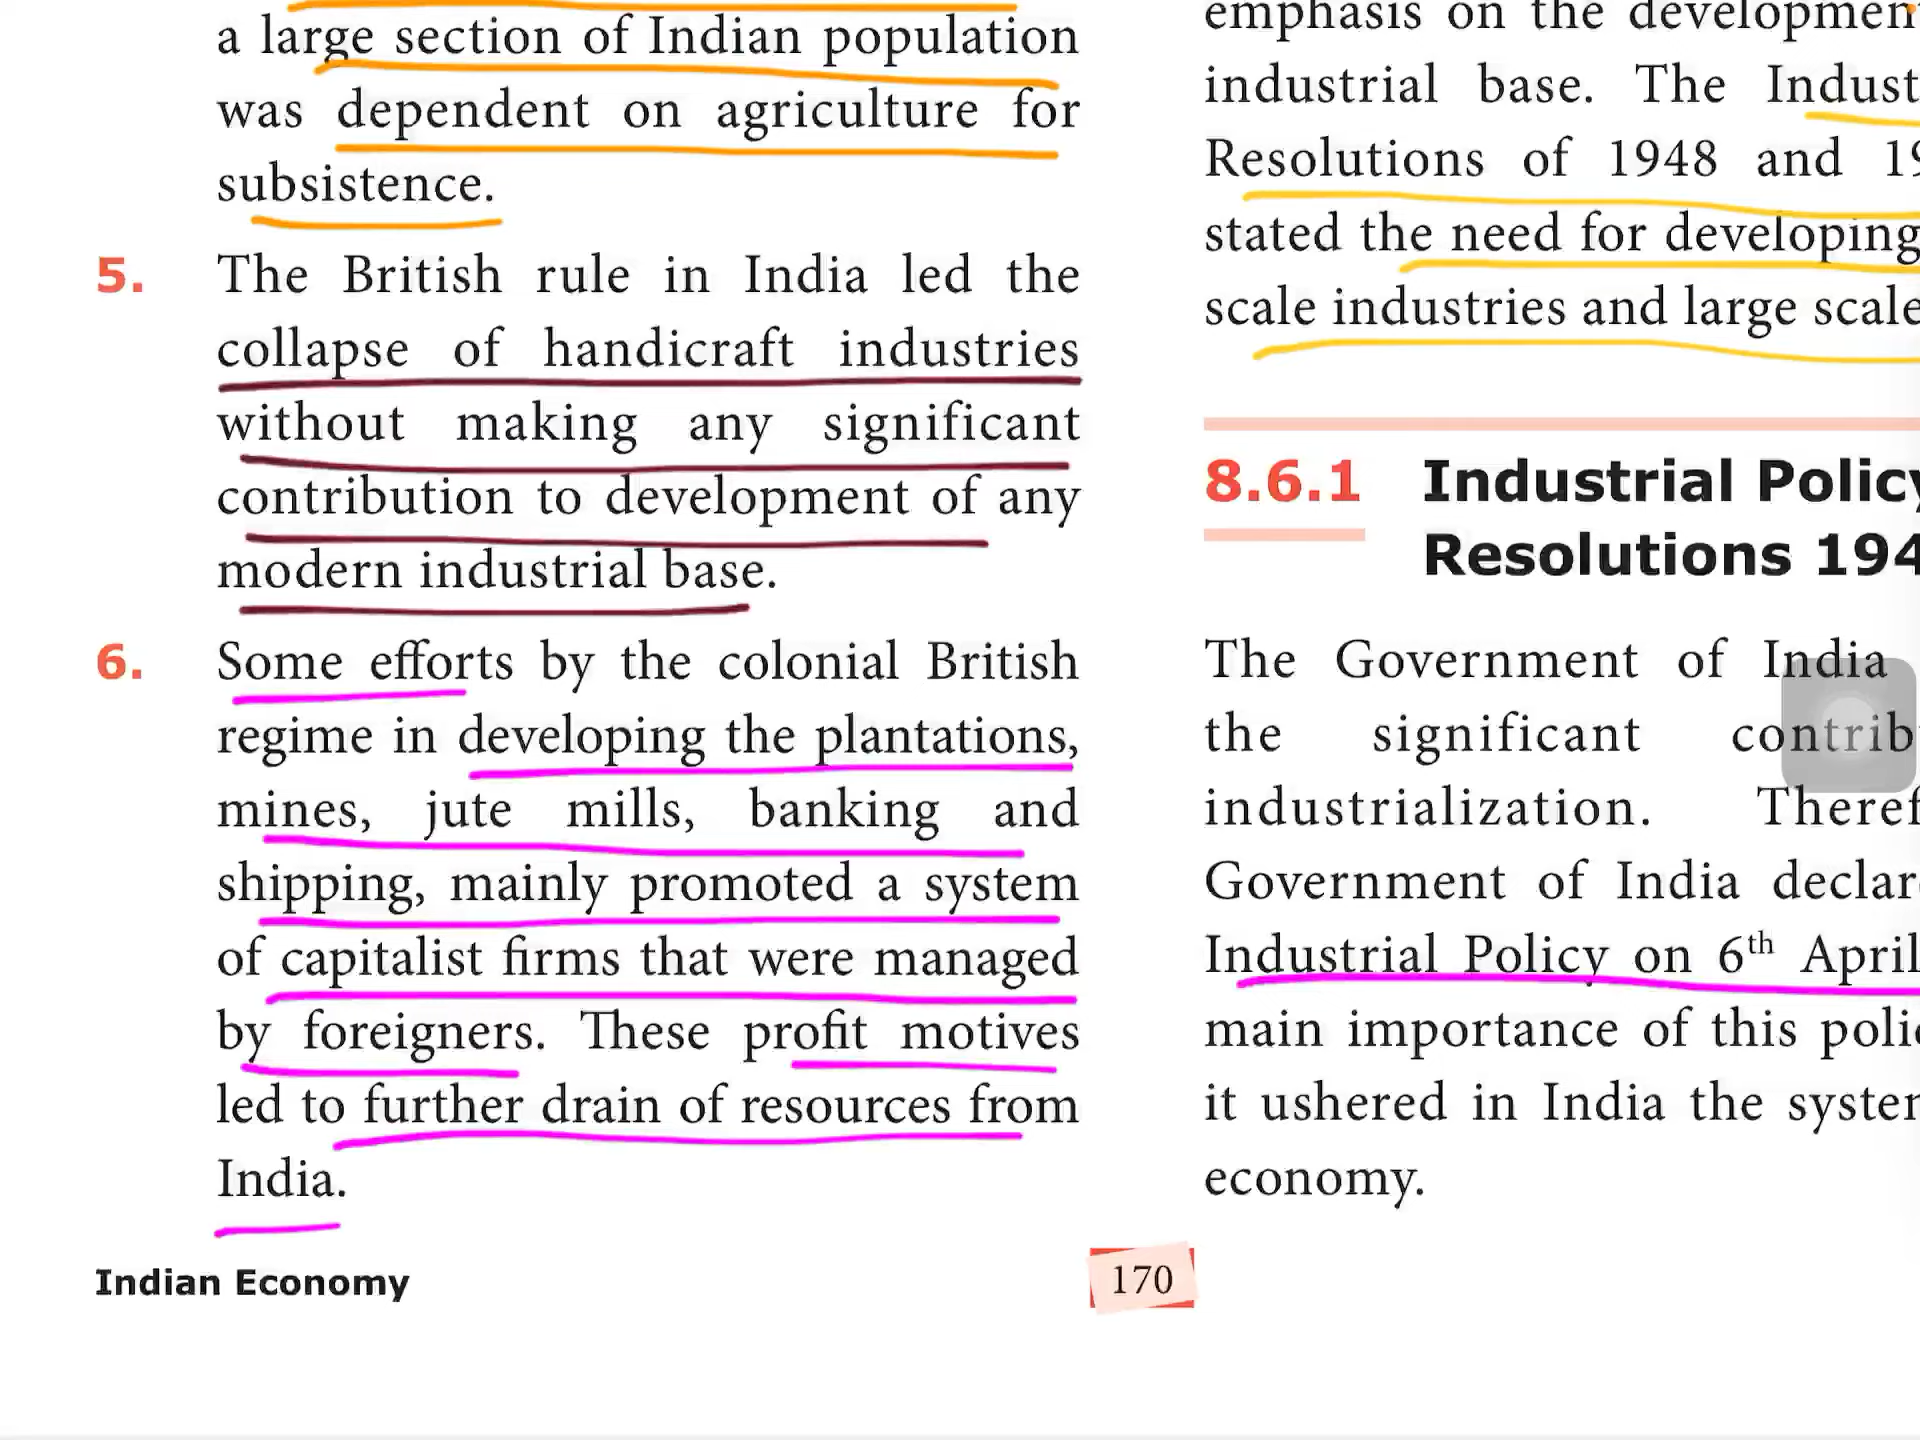 a large section of Indian population
was dependent on agriculture for
subsistence.
5. The British rule in India led the
collapse of handicraft industries
without making any significant
contribution to development of any
modern industrial base.
6. Some efforts by the colonial British
regime in developing the plantations,
mines, jute mills, banking and
shipping, mainly promoted a system
of capitalist firms that were managed
by foreigners. These profit motives
led to further drain of resources from
India.
emphasis on the
industrial base. The
Resolutions of 1948 and
stated the need for developing
scale industries and large scale
8.6.1 Industrial Policy
Resolutions
The Government of India
the significant
industrialization.
Government of India
Industrial Policy on 6th April
main importance of this
it ushered in India the
economy.
Indian Economy
170